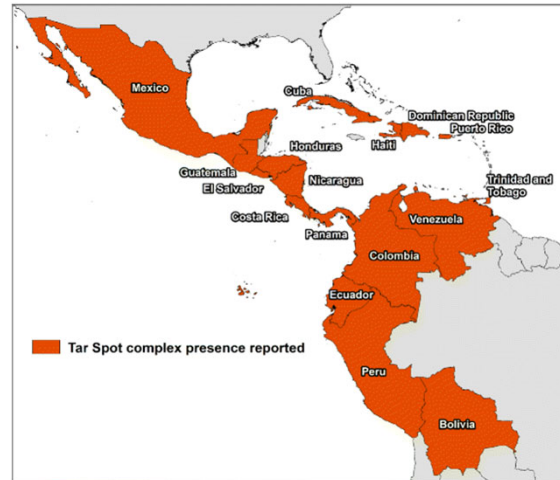 Mexico
Cuba
Dominican Republic
Puerto Rico
Haiti
Honduras
Guatemala
El Salvador
Nicaragua
Trinidad and
Tobago
Costa Rica
Panama
Venezuela
Colombia
Ecuador
Tar Spot complex presence reported
Peru
Bolivia